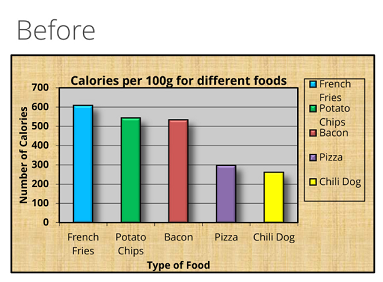 Before
Calories per 100g for different foods
Number of Calories
700
600
500
400
300
200
100
0
French
Fries
Potato
Chips
Bacon
Pizza
Chili Dog
Type of Food
French
Fries
Potato
Chips
Bacon
Pizza
Chili Dog